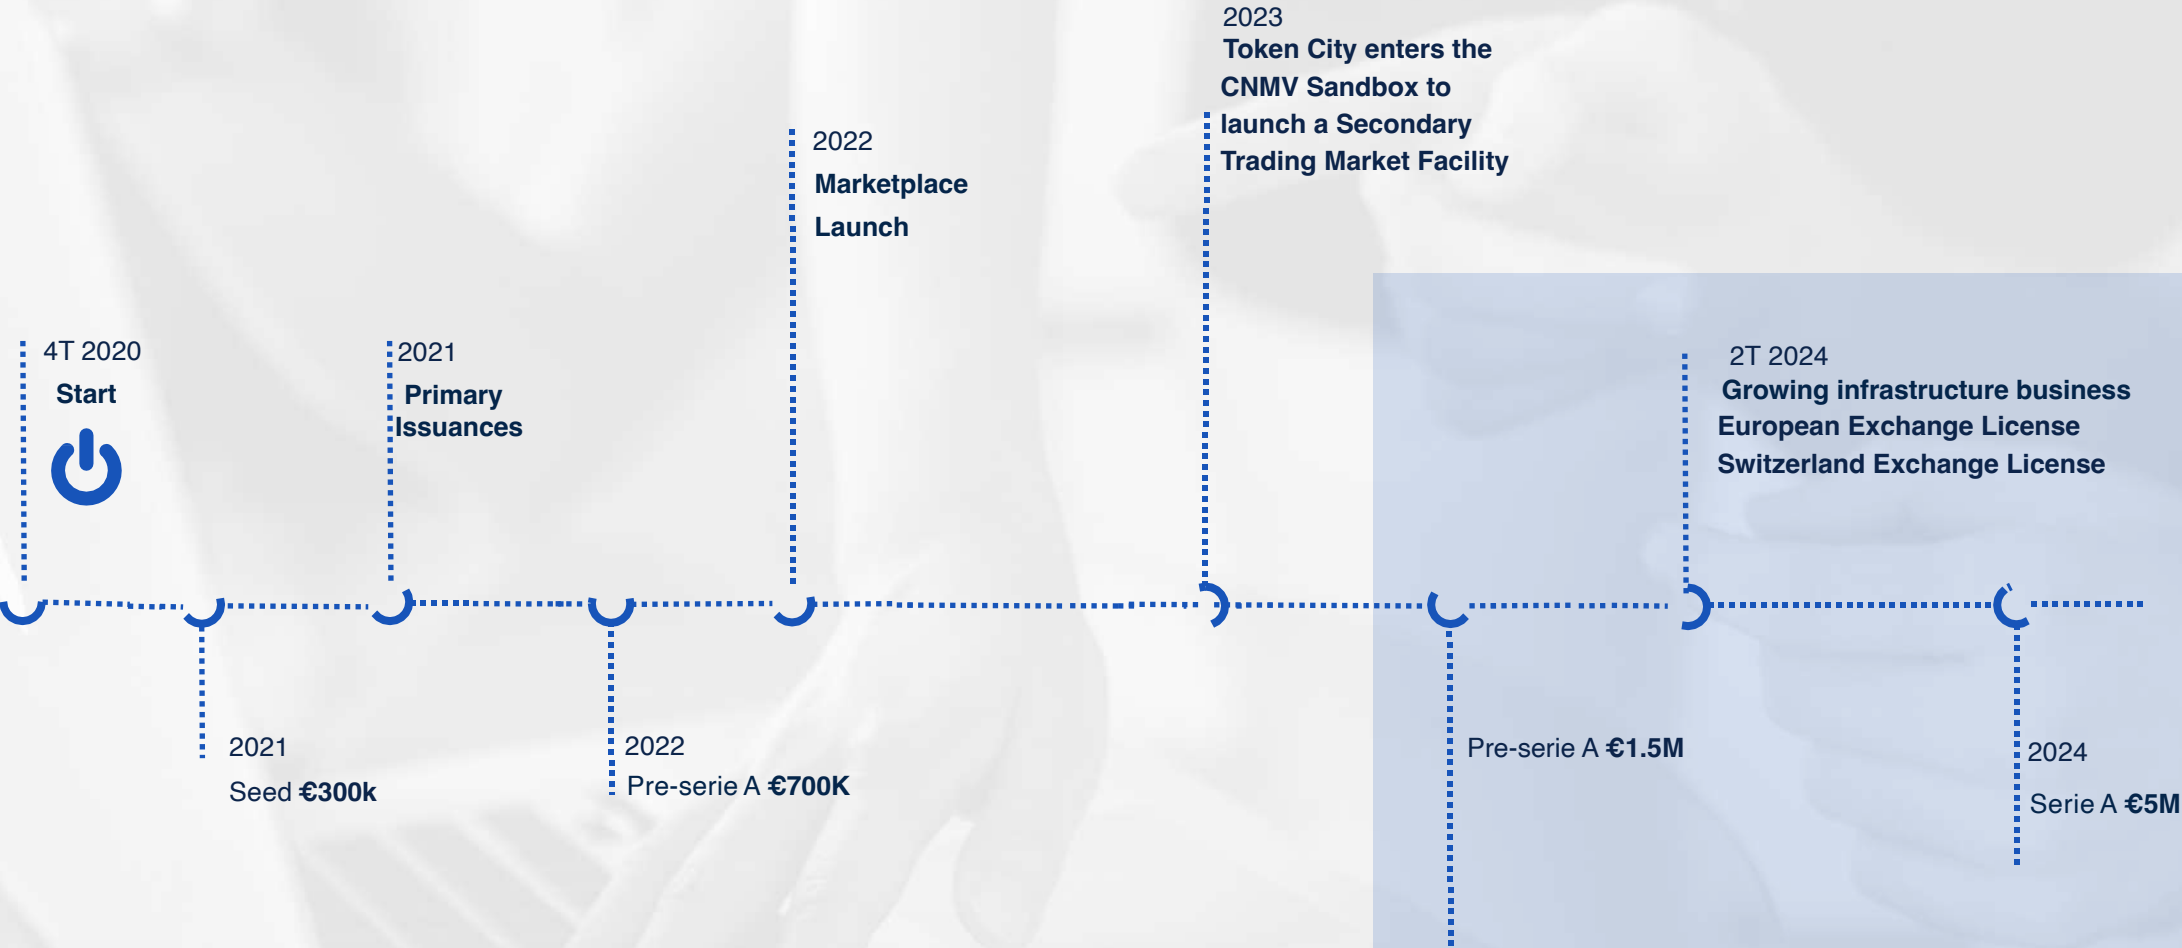 2023
Token City enters the
CNMV Sandbox to
launch a Secondary
Trading Market Facility
2022
Marketplace
Launch
4T 2020
Start
2021
Primary
Issuances
2T 2024
Growing infrastructure business
European Exchange License
Switzerland Exchange License
2021
Seed €300k
2022
Pre-serie A €700K
Pre-serie A €1.5M
2024
Serie A €5M